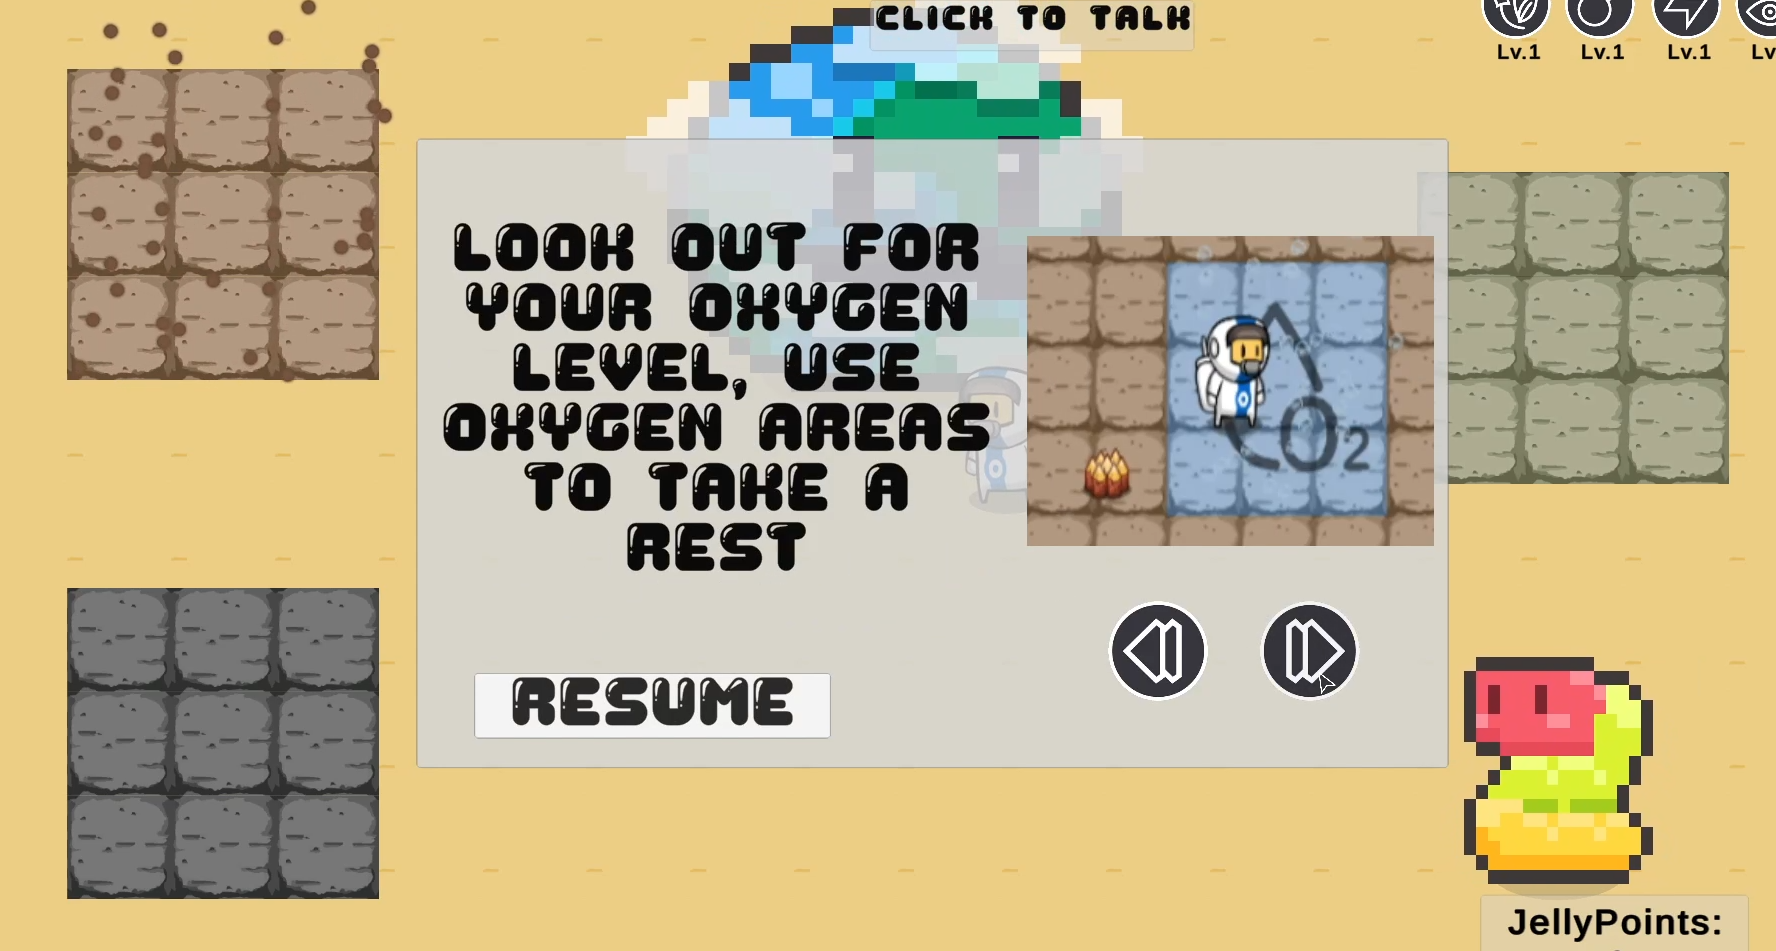 CLICK TO TALK
Lv.1
Lv.1
Lv.1
Lv
LOOK OUT FOR
YOUR OXYGEN
LEVEL, USE
OXYGEN AREAS
TO TAKE A
REST
O2
RESUME
JellyPoints: